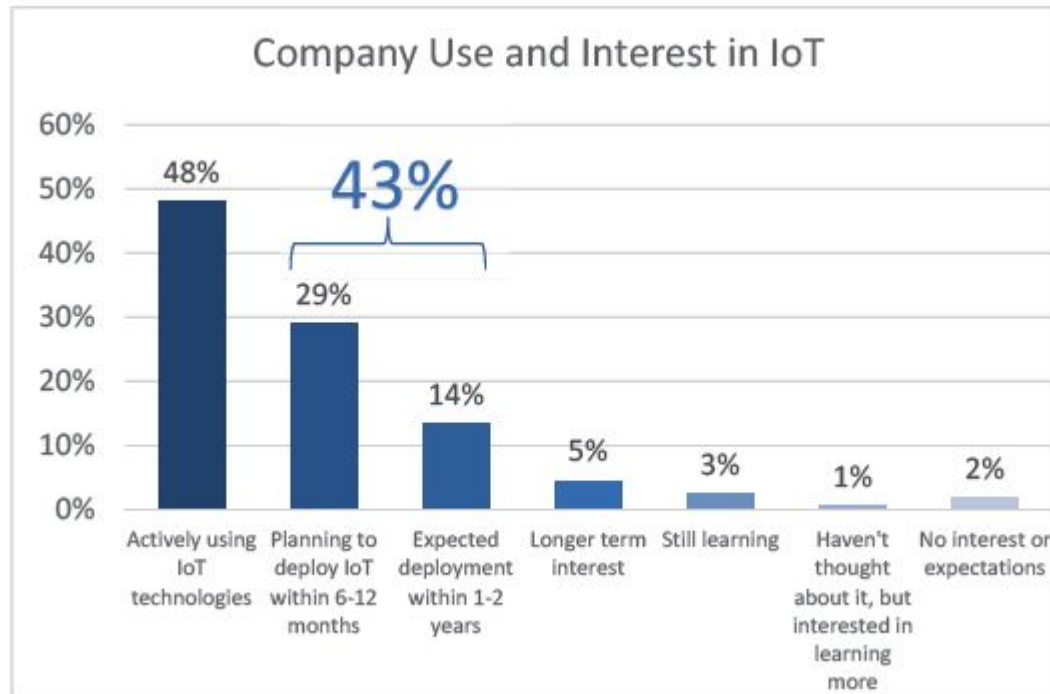 Company Use and Interest in IoT
60%
50%
40%
30%
20%
10%
0%
48%
43%
29%
14%
5%
3%
1%
2%
Actively using
IoT
technologies
Planning to
deploy IoT
within 6-12
months
Expected
deployment
within 1-2
years
Longer term
interest
Still learning
Haven't
thought
about it, but
interested in
learning
more
No interest or
expectations